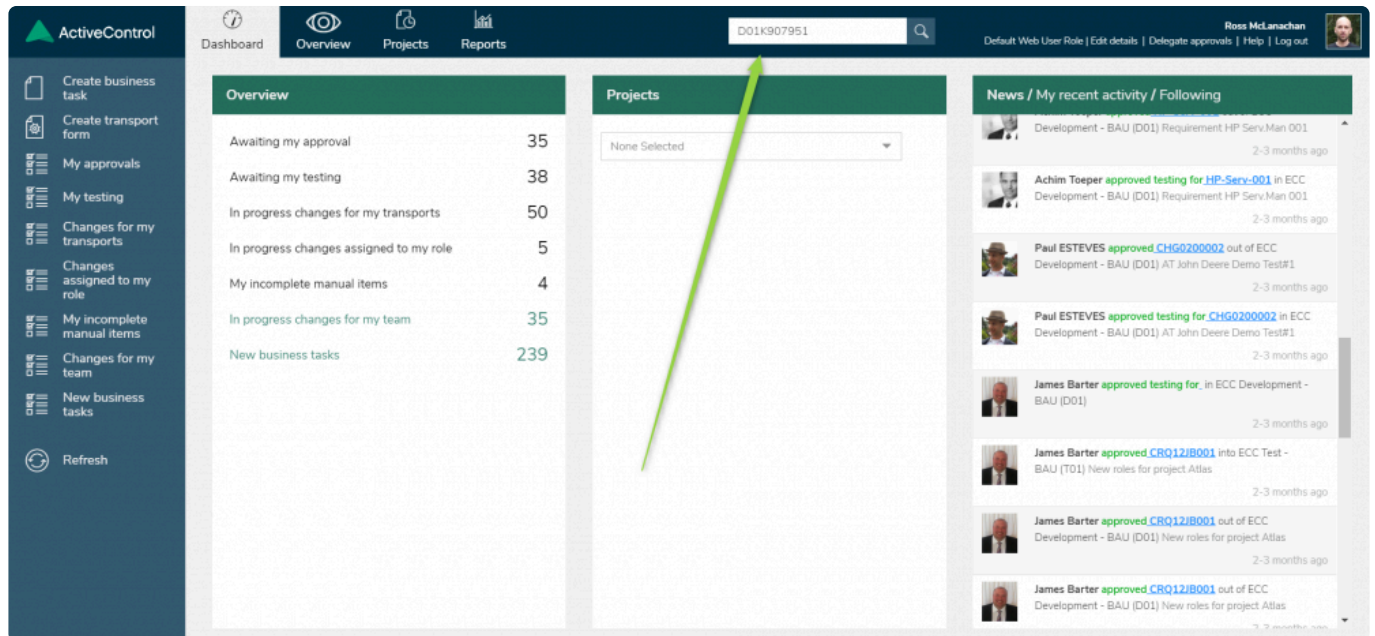 ActiveControl
Dashboard
Overview
Projects
Reports
D01K907951
Ross McLanachan
Default Web User Role | Edit details | Delegate approvals | Help | Log out
Create business
task
Create transport
form
My approvals
My testing
Changes for my
transports
Changes
assigned to my
role
My incomplete
manual items
Changes for my
team
New business
tasks
Refresh
Overview
Awaiting my approval 35
Awaiting my testing 38
In progress changes for my transports 50
In progress changes assigned to my role 5
My incomplete manual items 4
In progress changes for my team 35
New business tasks 239
Projects
None Selected
News / My recent activity / Following
Development - BAU (D01) Requirement HP Serv.Man 001
2-3 months ago
Achim Toeper approved testing for HP-Serv-001 in ECC
Development - BAU (D01) Requirement HP Serv.Man 001
2-3 months ago
Paul ESTEVES approved CHG0200002 out of ECC
Development - BAU (D01) AT John Deere Demo Test#1
2-3 months ago
Paul ESTEVES approved testing for CHG0200002 in ECC
Development - BAU (D01) AT John Deere Demo Test#1
2-3 months ago
James Barter approved testing for in ECC Development -
BAU (D01)
2-3 months ago
James Barter approved CRQ12JB001 into ECC Test -
BAU (T01) New roles for project Atlas
2-3 months ago
James Barter approved CRQ12JB001 out of ECC
Development - BAU (D01) New roles for project Atlas
2-3 months ago
James Barter approved CRQ12JB001 out of ECC
Development - BAU (D01) New roles for project Atlas
2-3 months ago